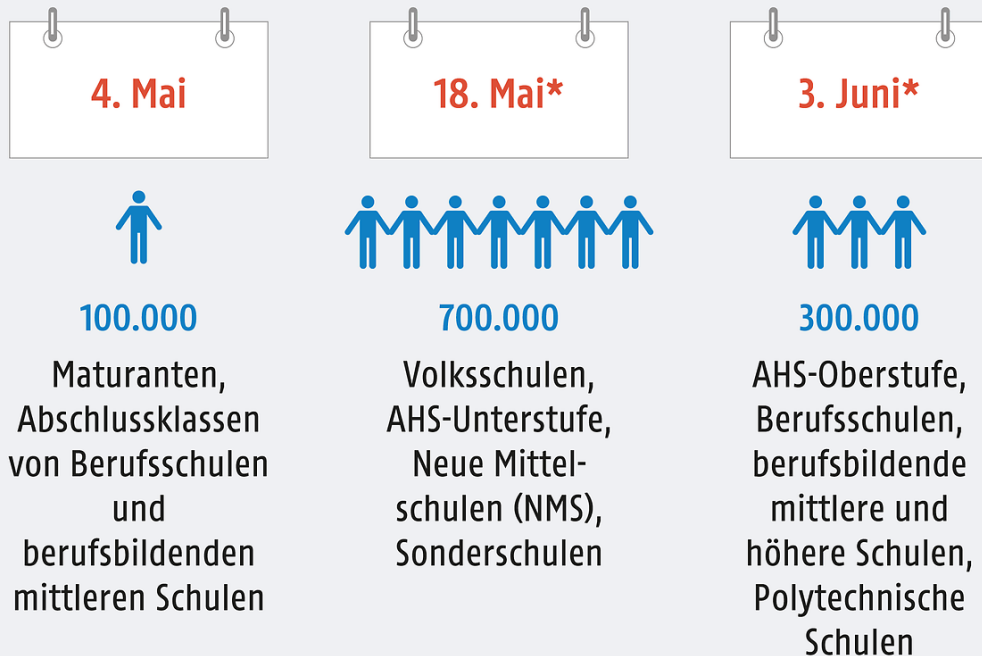 4. Mai
100.000
Maturanten,
Abschlussklassen
von Berufsschulen
und
berufsbildenden
mittleren Schulen
18. Mai*
700.000
Volksschulen,
AHS-Unterstufe,
Neue Mittel-
schulen (NMS),
Sonderschulen
3. Juni*
300.000
AHS-Oberstufe,
Berufsschulen,
berufsbildende
mittlere und
höhere Schulen,
Polytechnische
Schulen